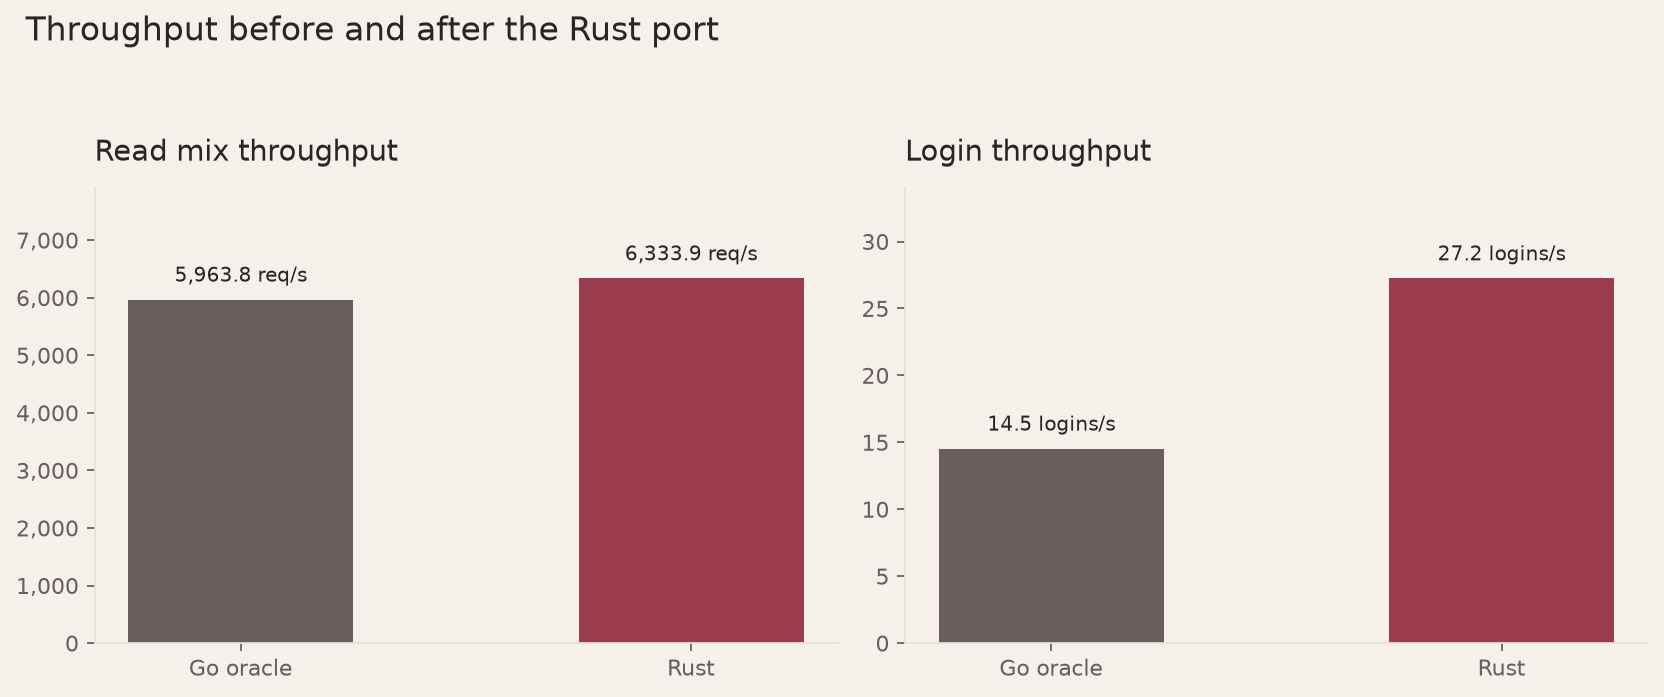 Throughput before and after the Rust port
Read mix throughput
7,000
6,000
5,000
4,000
3,000
2,000
1,000
0
5,963.8 req/s
6,333.9 req/s
Go oracle
Rust
Login throughput
30
25
20
15
10
5
0
14.5 logins/s
27.2 logins/s
Go oracle
Rust